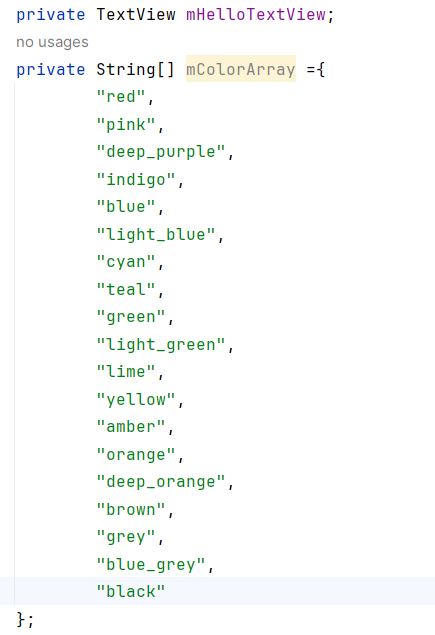 private TextView mHelloTextView;
no usages
private String[] mColorArray ={
"red",
"pink",
"deep_purple",
"indigo",
"blue",
"light_blue",
"cyan",
"teal",
"green",
"light_green",
"lime",
"yellow",
"amber",
"orange",
"deep_orange",
"brown",
"grey",
"blue_grey",
"black"
};